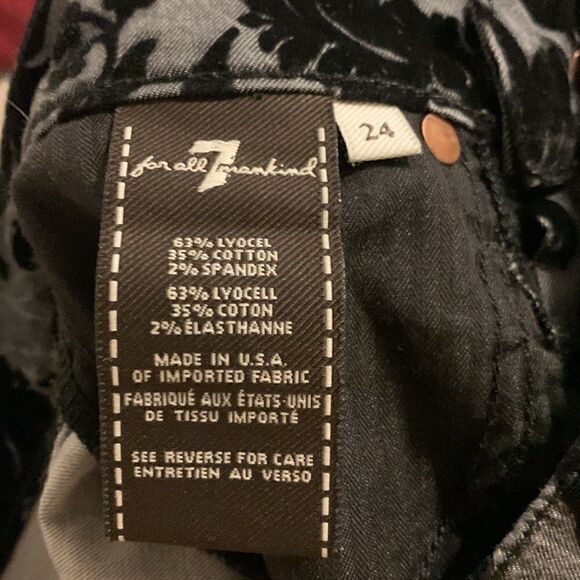 7
for all mankind
24
63% LYOCEL
35% COTTON
2% SPANDEX
63% LYOCELL
35% COTON
2% ÉLASTHANNE
MADE IN U.S.A.
OF IMPORTED FABRIC
FABRIQUÉ AUX ÉTATS-UNIS
DE TISSU IMPORTÉ
SEE REVERSE FOR CARE
ENTRETIEN AU VERSO